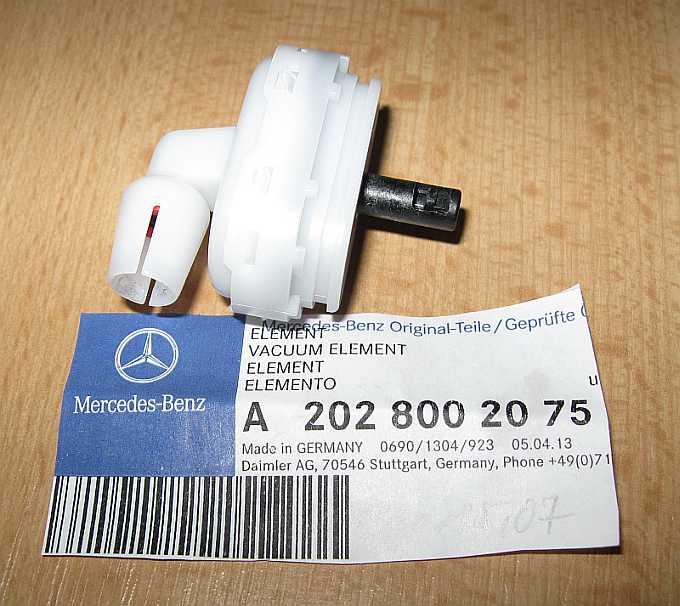 Mercedes-Benz Original-Teile / Geprüfte
ELEMENT
VACUUM ELEMENT
ELEMENT
ELEMENTO
U
Mercedes-Benz
A 202 800 20 75
Made in GERMANY 0690/1304/923 05.04.13
Daimler AG, 70546 Stuttgart, Germany, Phone +49(0)71